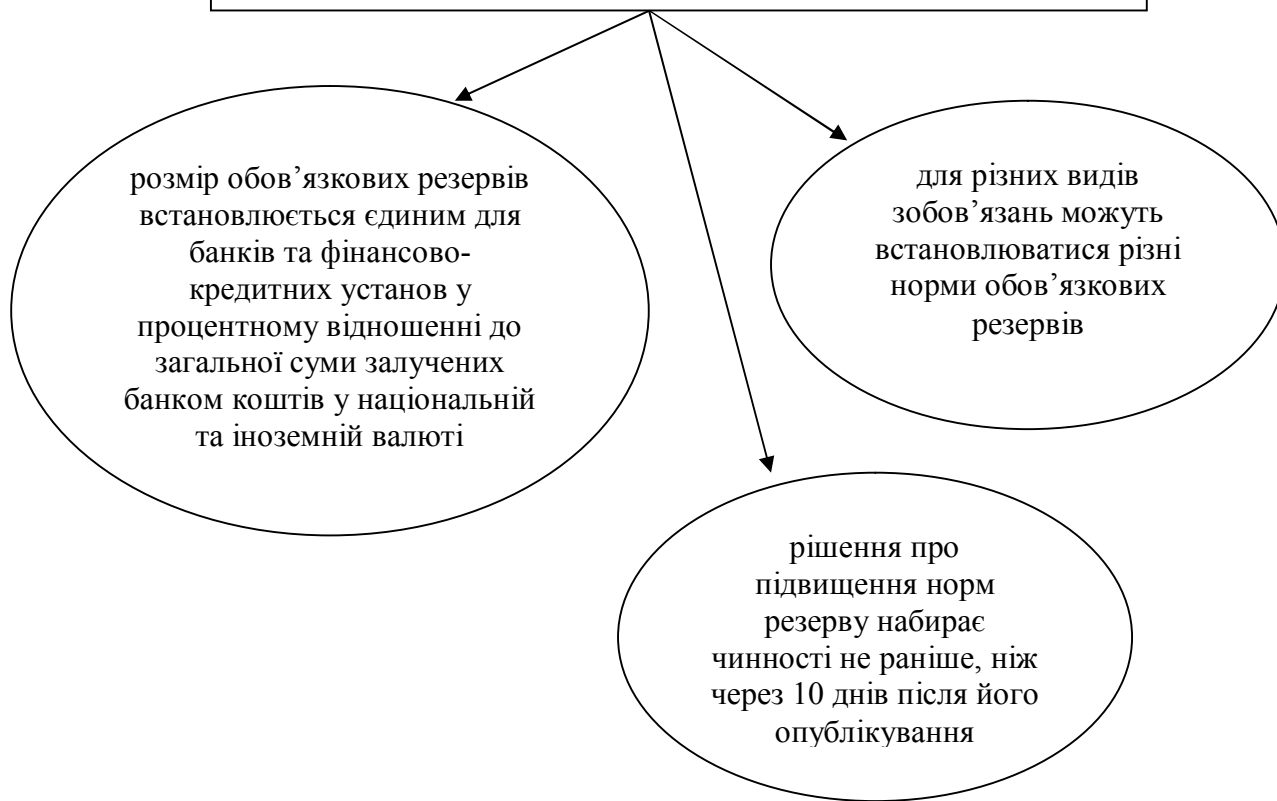 розмір обов’язкових резервів
встановлюється єдиним для
банків та фінансово-
кредитних установ у
процентному відношенні до
загальної суми залучених
банком коштів у національній
та іноземній валюті
для різних видів
зобов’язань можуть
встановлюватися різні
норми обов’язкових
резервів
рішення про
підвищення норм
резерву набирає
чинності не раніше, ніж
через 10 днів після його
опублікування